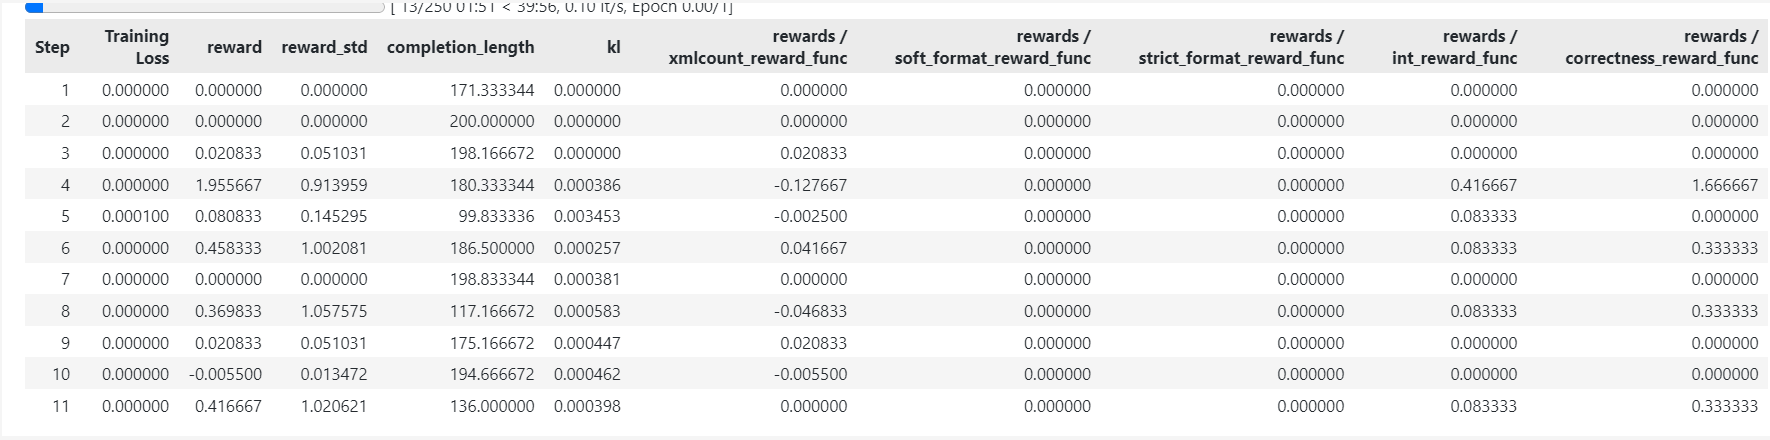 [ 13/250 01:51 < 39:56, 0.10 it/s, Epoch 0.00/1]
Step Training Loss reward reward_std completion_length kl rewards / xmlcount_reward_func rewards / soft_format_reward_func rewards / strict_format_reward_func rewards / int_reward_func rewards / correctness_reward_func
1 0.000000 0.000000 0.000000 171.333344 0.000000 0.000000 0.000000 0.000000 0.000000 0.000000
2 0.000000 0.000000 0.000000 200.000000 0.000000 0.000000 0.000000 0.000000 0.000000 0.000000
3 0.000000 0.020833 0.051031 198.166672 0.000000 0.020833 0.000000 0.000000 0.000000 0.000000
4 0.000000 1.955667 0.913959 180.333344 0.000386 -0.127667 0.000000 0.000000 0.416667 1.666667
5 0.000100 0.080833 0.145295 99.833336 0.003453 -0.002500 0.000000 0.000000 0.083333 0.000000
6 0.000000 0.458333 1.002081 186.500000 0.000257 0.041667 0.000000 0.000000 0.083333 0.333333
7 0.000000 0.000000 0.000000 198.833344 0.000381 0.000000 0.000000 0.000000 0.000000 0.000000
8 0.000000 0.369833 1.057575 117.166672 0.000583 -0.046833 0.000000 0.000000 0.083333 0.333333
9 0.000000 0.020833 0.051031 175.166672 0.000447 0.020833 0.000000 0.000000 0.000000 0.000000
10 0.000000 -0.005500 0.013472 194.666672 0.000462 -0.005500 0.000000 0.000000 0.000000 0.000000
11 0.000000 0.416667 1.020621 136.000000 0.000398 0.000000 0.000000 0.000000 0.083333 0.333333